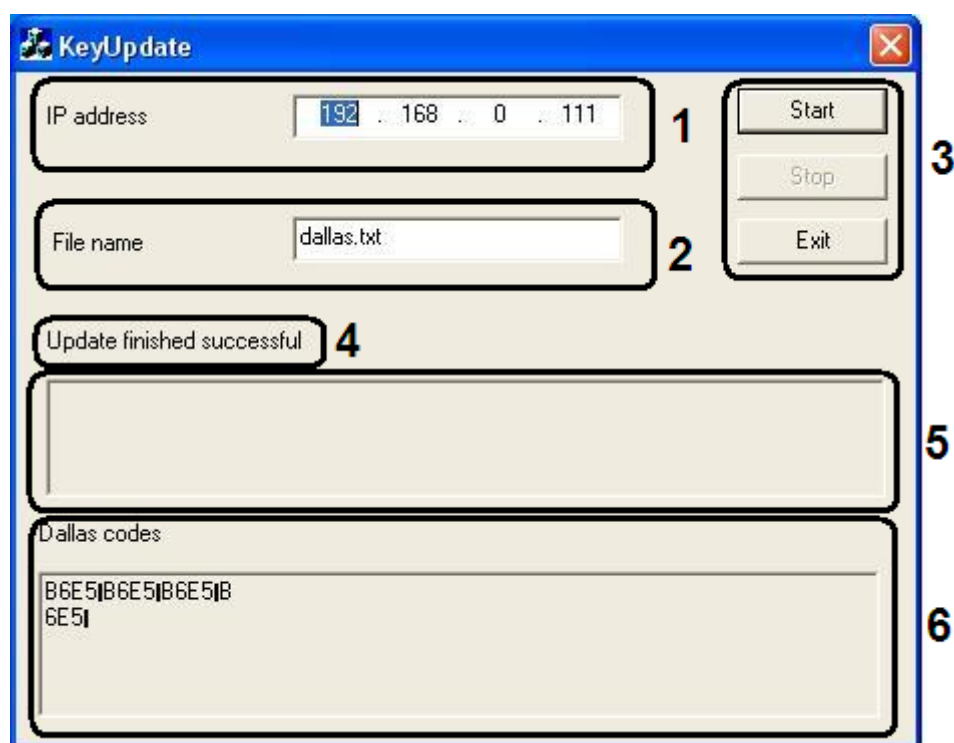 KeyUpdate
IP address 192 . 168 . 0 . 111 1
Start
Stop
Exit
3
File name dallas.txt 2
Update finished successful 4
5
Dallas codes
B6E5|B6E5|B6E5|B
6E5|
6